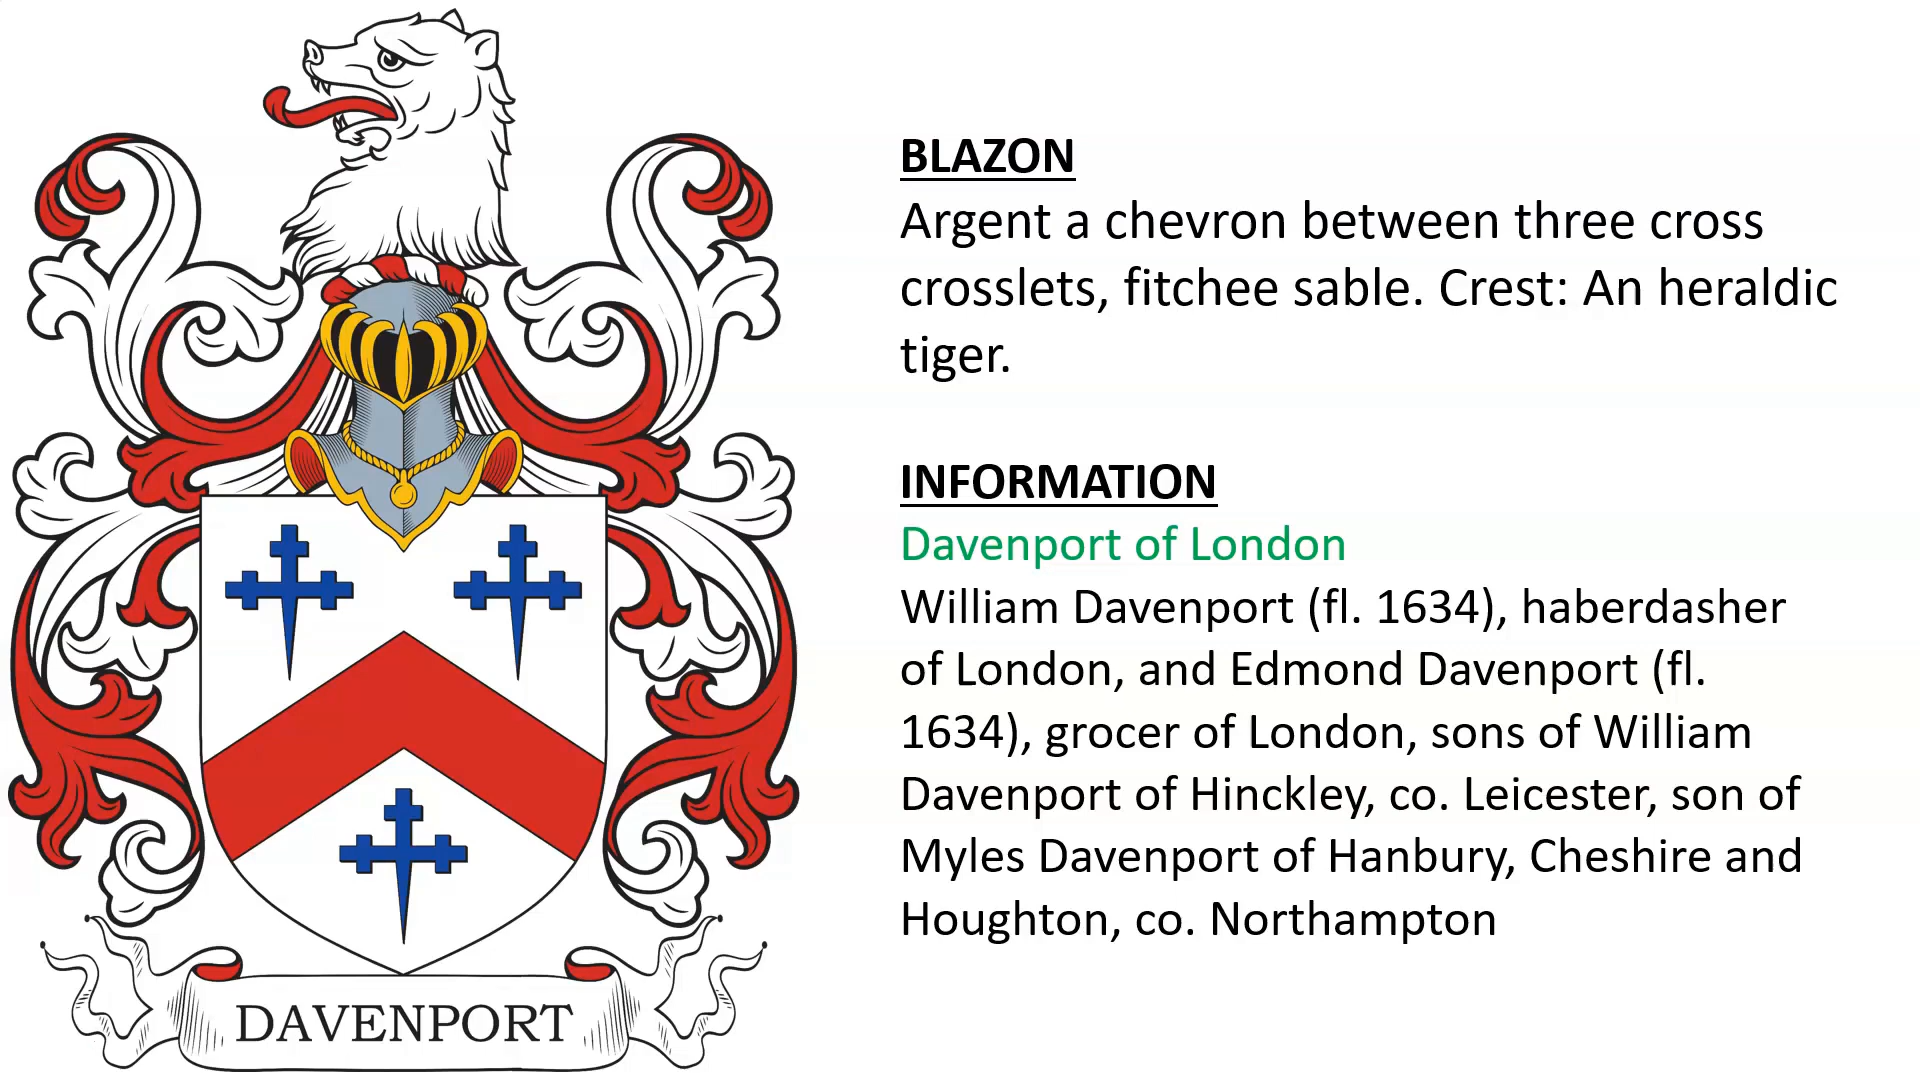 BLAZON
Argent a chevron between three cross
crosslets, fitchee sable. Crest: An heraldic
tiger.
INFORMATION
Davenport of London
William Davenport (fl. 1634), haberdasher
of London, and Edmond Davenport (fl.
1634), grocer of London, sons of William
Davenport of Hinckley, co. Leicester, son of
Myles Davenport of Hanbury, Cheshire and
Houghton, co. Northampton
DAVENPORT